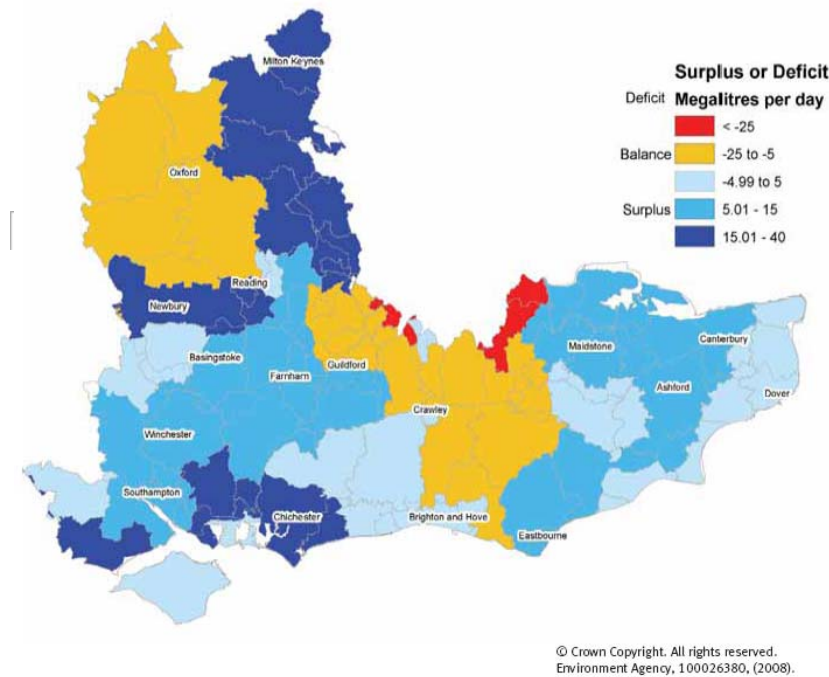 Milton Keynes
Oxford
Reading
Newbury
Basingstoke
Farnham
Guildford
Crawley
Winchester
Southampton
Chichester
Brighton and Hove
Eastbourne
Maidstone
Canterbury
Ashford
Dover
Surplus or Deficit
Deficit Megalitres per day
< -25
Balance -25 to -5
-4.99 to 5
Surplus 5.01 - 15
15.01 - 40
© Crown Copyright. All rights reserved.
Environment Agency, 100026380, (2008).